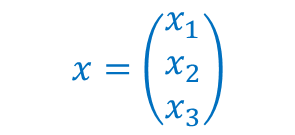 x = (x₁
x₂
x₃)